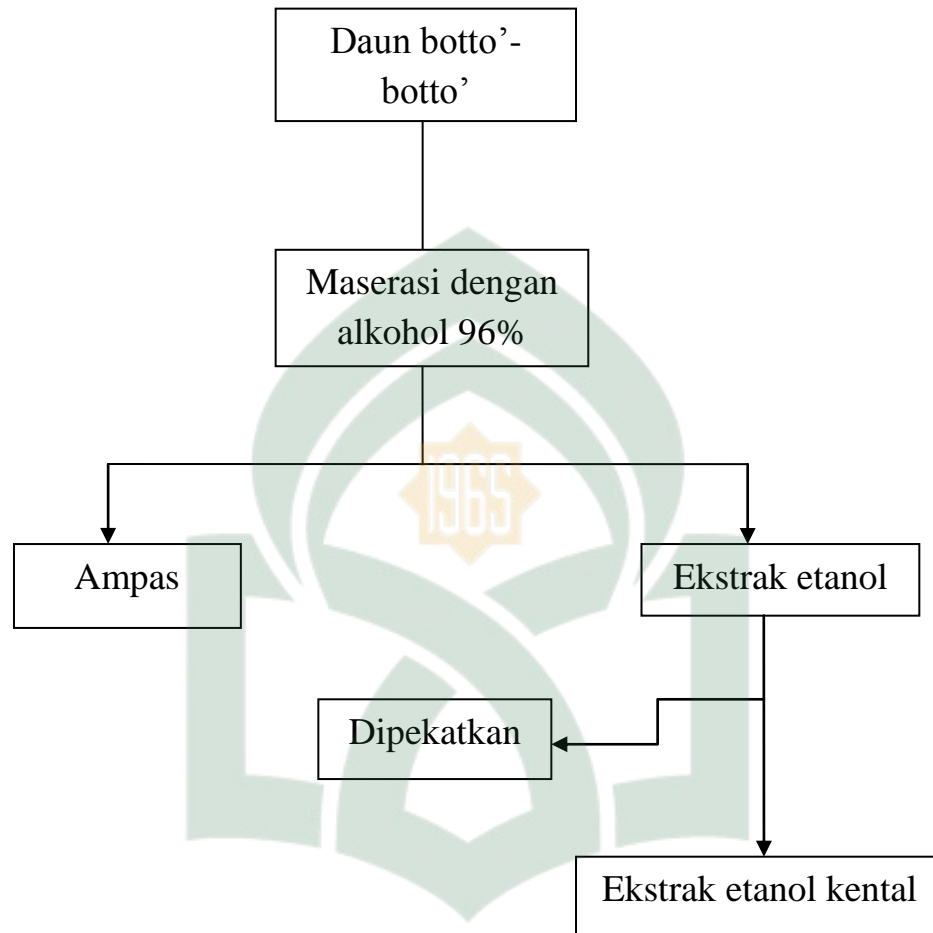 Daun botto’-
botto’
Maserasi dengan
alkohol 96%
1965
Ampas
Ekstrak etanol
Dipekatkan
Ekstrak etanol kental